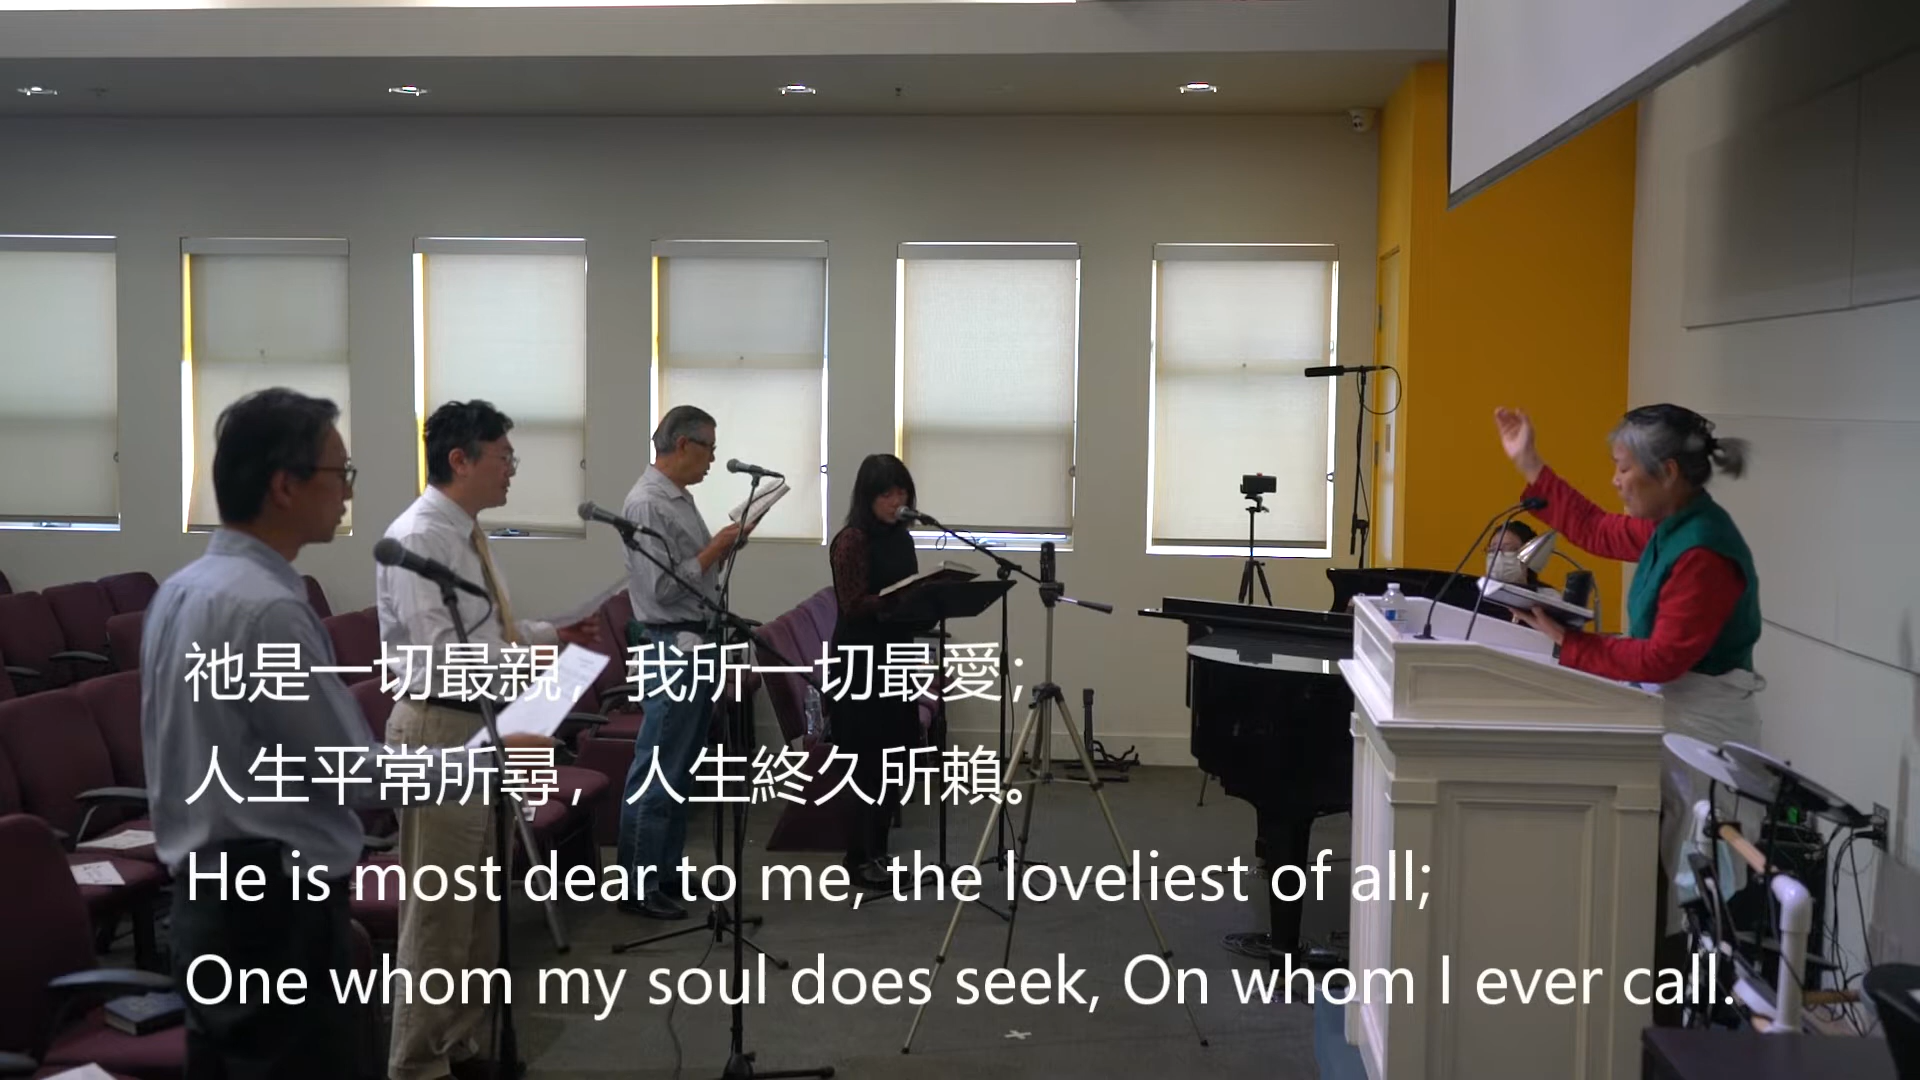 祂是一切最親，我所一切最愛；
人生平常所尋，人生終久所賴。
He is most dear to me, the loveliest of all;
One whom my soul does seek, On whom I ever call.